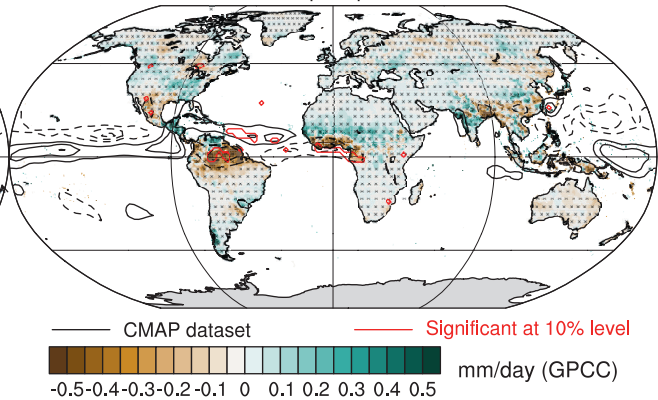 CMAP dataset
Significant at 10% level
mm/day (GPCC)
-0.5-0.4-0.3-0.2 -0.1 0 0.1 0.2 0.3 0.4 0.5